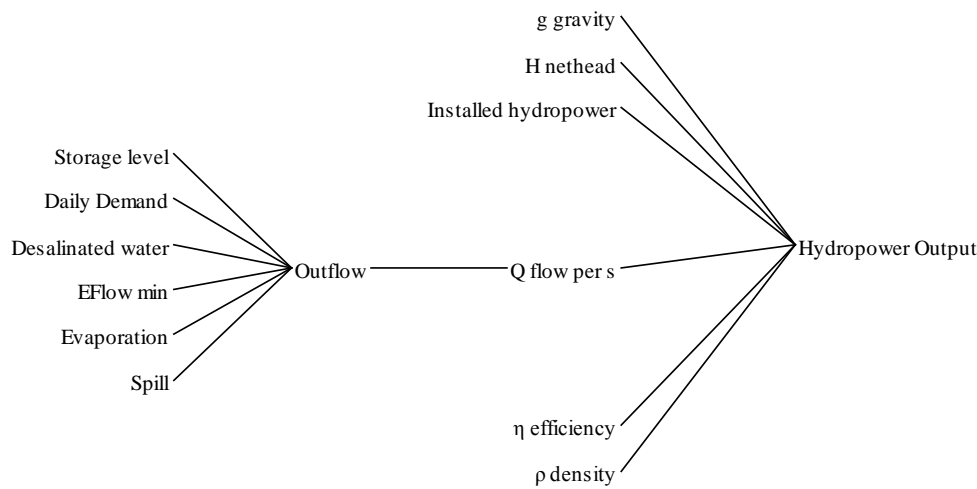 g gravity
H nethead
Installed hydropower
Storage level
Daily Demand
Desalinated water
Hydropower Output
Outflow
Q flow per s
EFlow min
Evaporation
Spill
η efficiency
ρ density